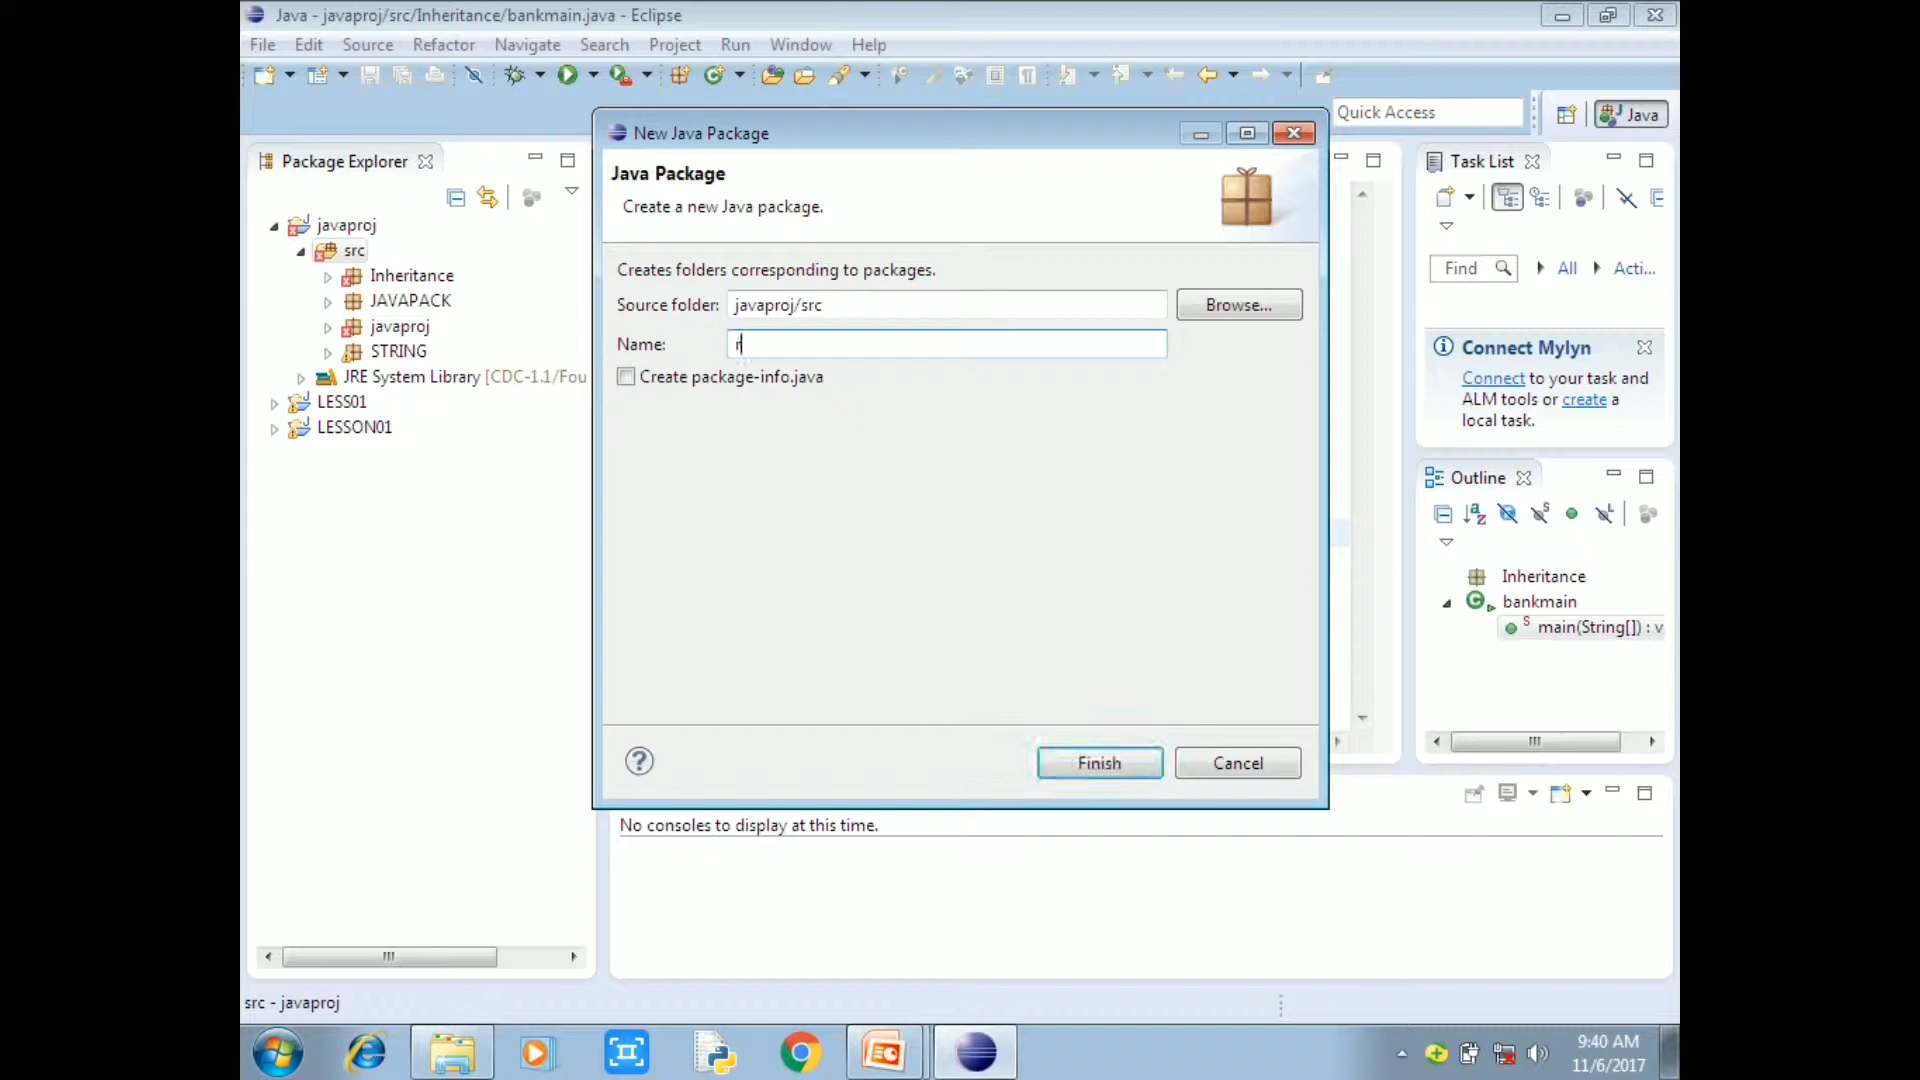 Java - javaproj/src/Inheritance/bankmain.java - Eclipse
File Edit Source Refactor Navigate Search Project Run Window Help
Quick Access
Java
New Java Package
Java Package
Create a new Java package.
Creates folders corresponding to packages.
Source folder: javaproj/src Browse...
Name:
Create package-info.java
Finish Cancel
Package Explorer
javaproj
src
Inheritance
JAVAPACK
javaproj
STRING
JRE System Library [CDC-1.1/Fou
LESS01
LESSON01
Task List
Find All Acti...
Connect Mylyn
Connect to your task and
ALM tools or create a
local task.
Outline
Inheritance
bankmain
main(String[]) : v
No consoles to display at this time.
src - javaproj
9:40 AM
11/6/2017